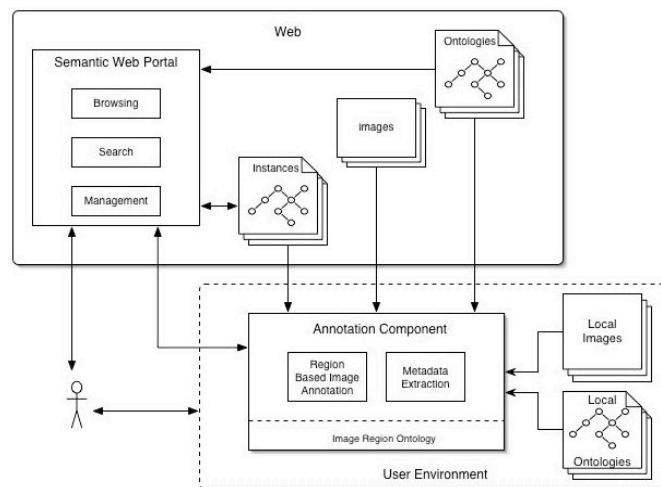 Web
Semantic Web Portal
Browsing
Search
Management
Ontologies
images
Instances
Annotation Component
Region
Based Image
Annotation
Metadata
Extraction
Image Region Ontology
Local
Images
Local
Ontologies
User Environment